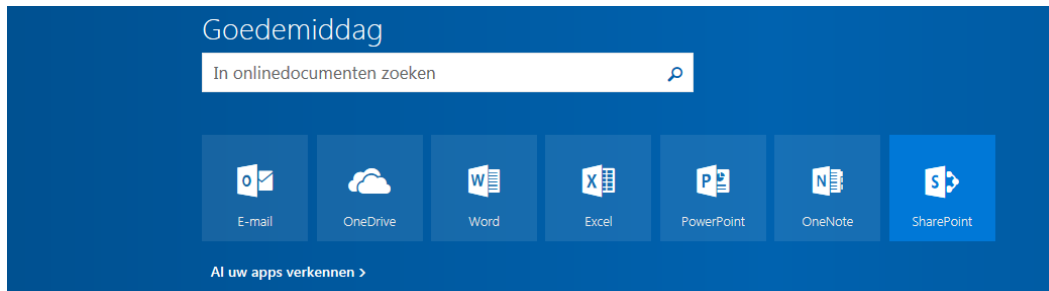 Goedemiddag
In onlinedocumenten zoeken
E-mail OneDrive Word Excel PowerPoint OneNote SharePoint
Al uw apps verkennen >